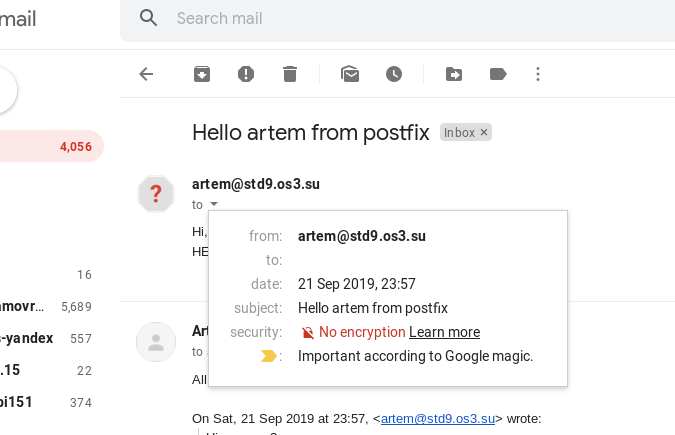 mail
Search mail
4,056
Hello artem from postfix
Inbox ×
?
artem@std9.os3.su
to
Hi,
HE
from: artem@std9.os3.su
to:
date: 21 Sep 2019, 23:57
subject: Hello artem from postfix
security: No encryption Learn more
: Important according to Google magic.
16
amovr... 5,689
s-yandex 557
.15 22
bi151 374
Art
to
All
On Sat, 21 Sep 2019 at 23:57, <artem@std9.os3.su> wrote: